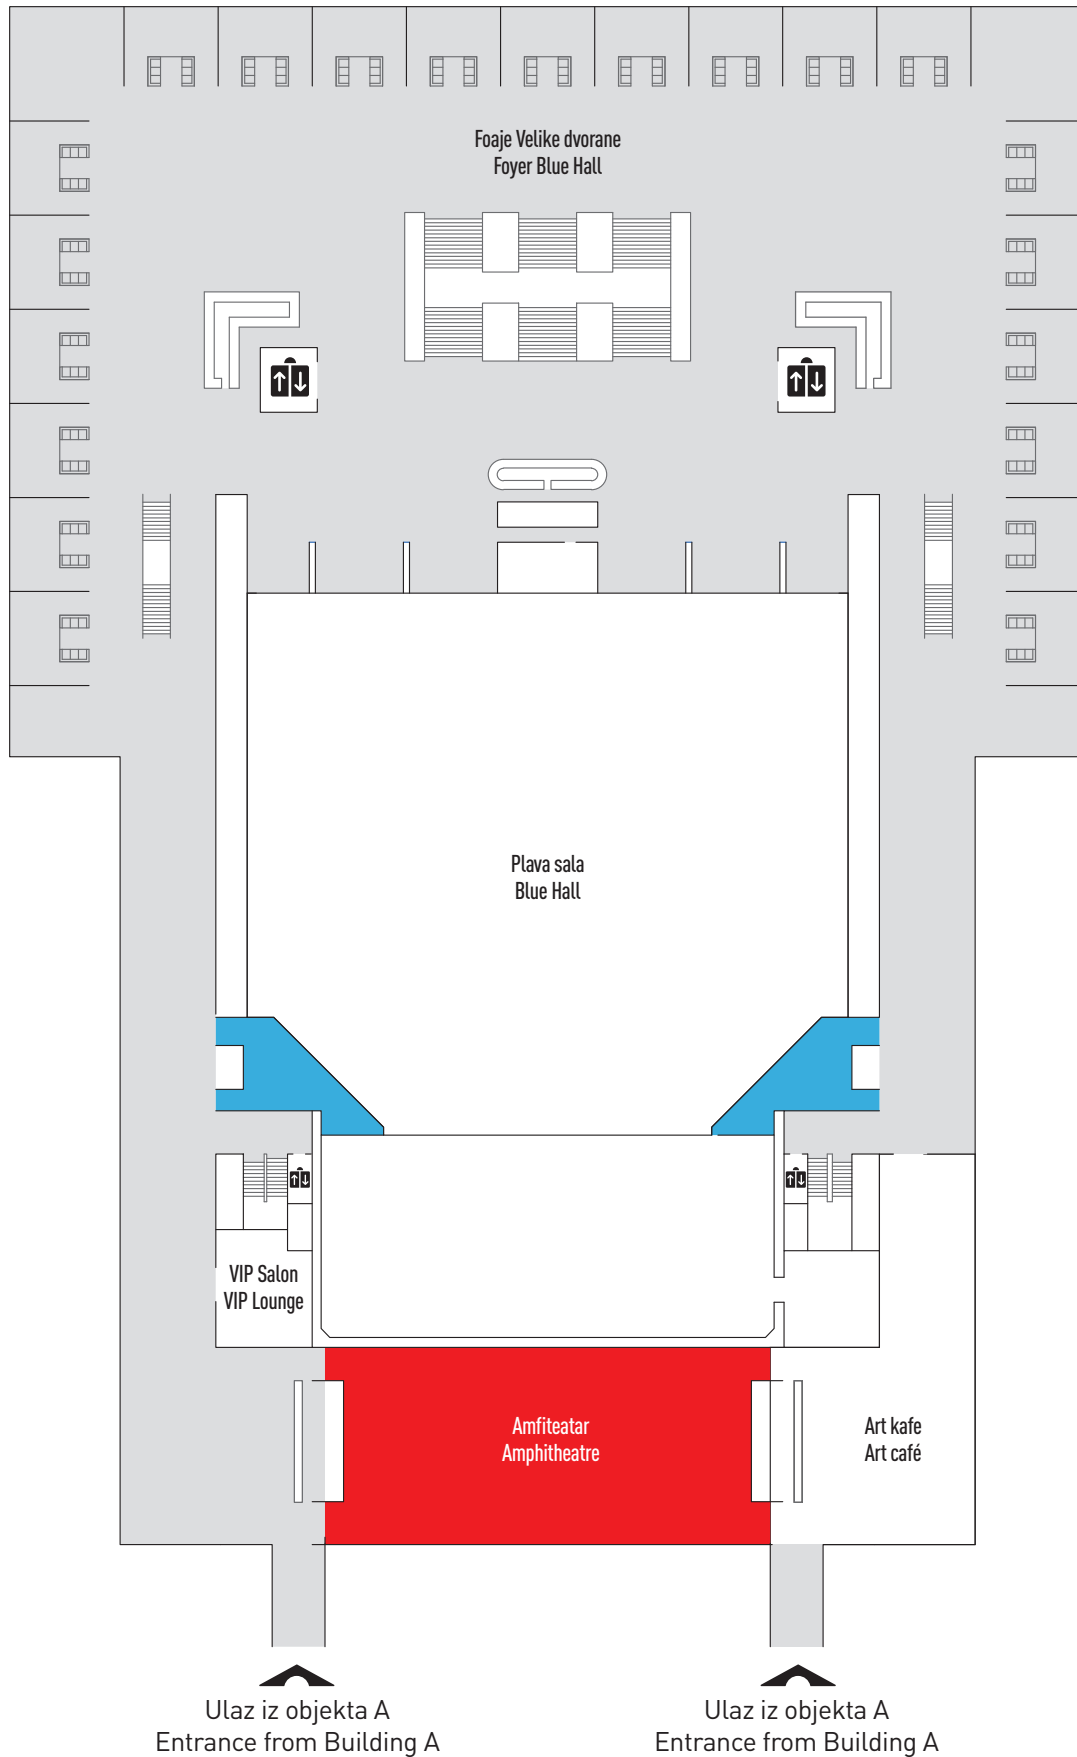 Foaje Velike dvorane
Foyer Blue Hall
Plava sala
Blue Hall
VIP Salon
VIP Lounge
Amfiteatar
Amphitheatre
Art kafe
Art café
Ulaz iz objekta A
Entrance from Building A
Ulaz iz objekta A
Entrance from Building A